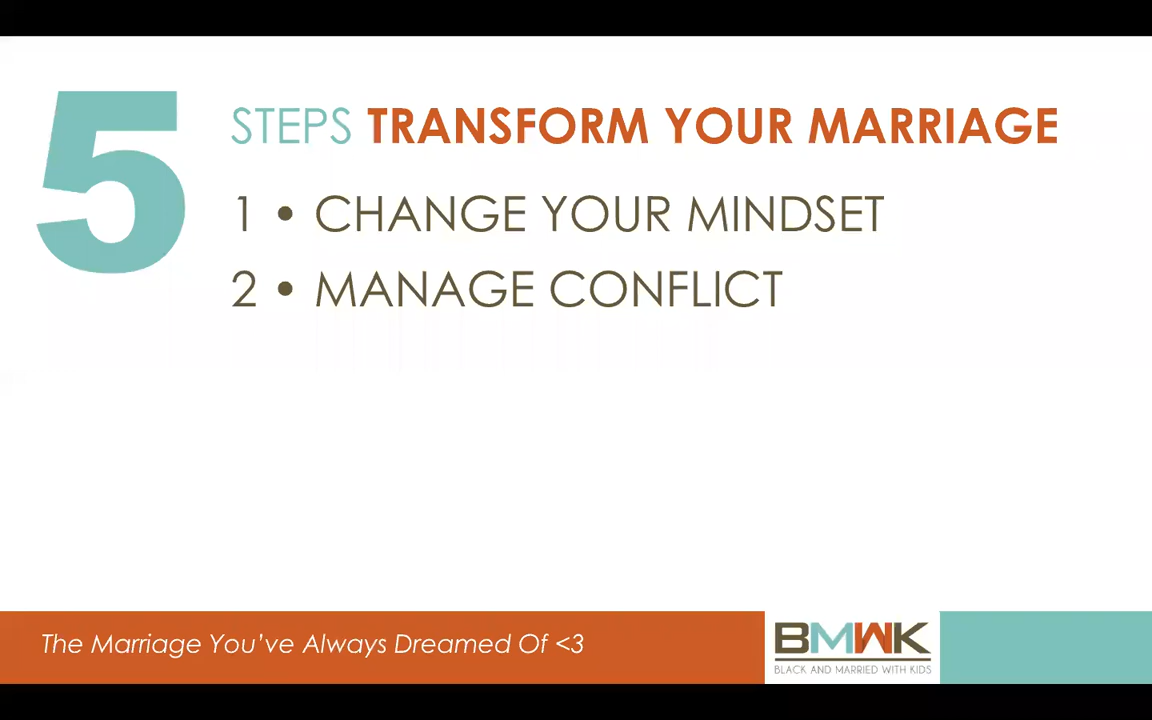 5
STEPS TRANSFORM YOUR MARRIAGE
1 • CHANGE YOUR MINDSET
2 • MANAGE CONFLICT
The Marriage You’ve Always Dreamed Of <3
BMWK
BLACK AND MARRIED WITH KIDS